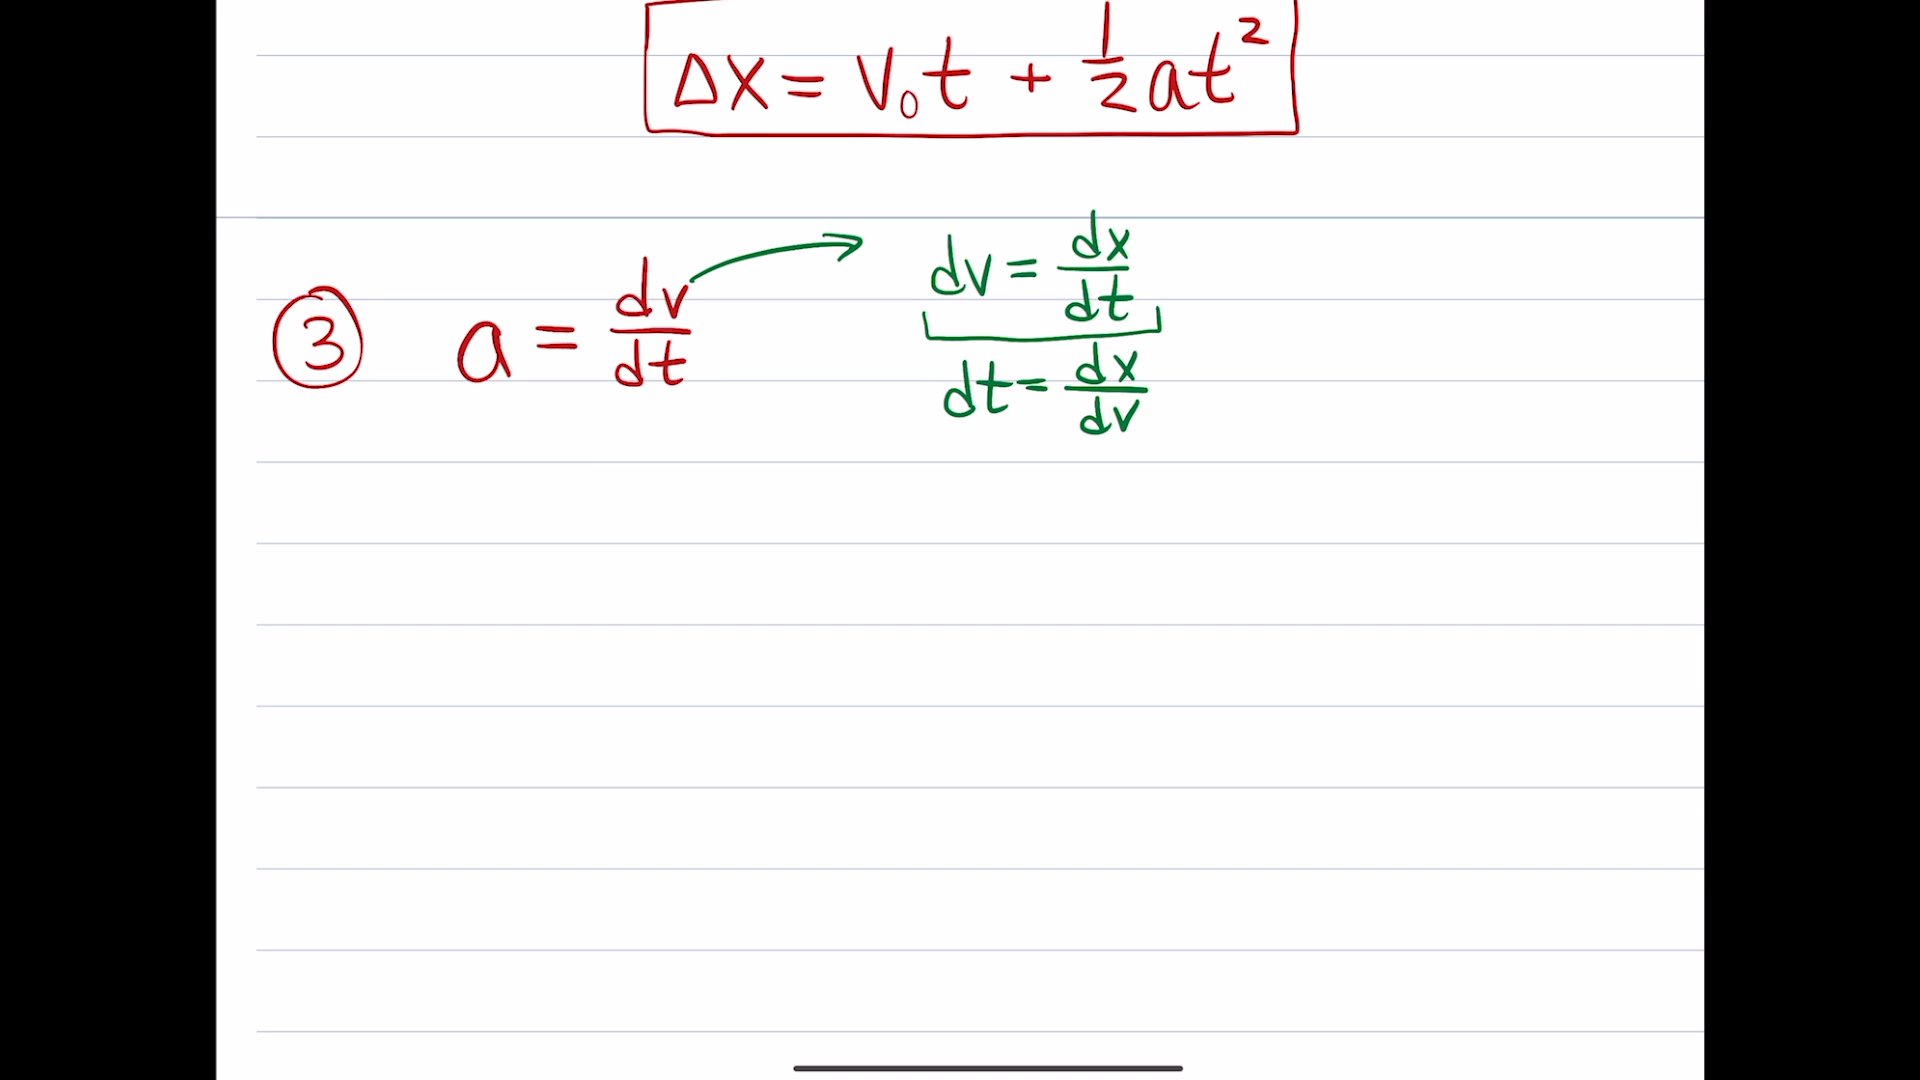 Δx = v₀t + ½at²
③ a = dv/dt → dv = dx/dt
dt = dx/dv